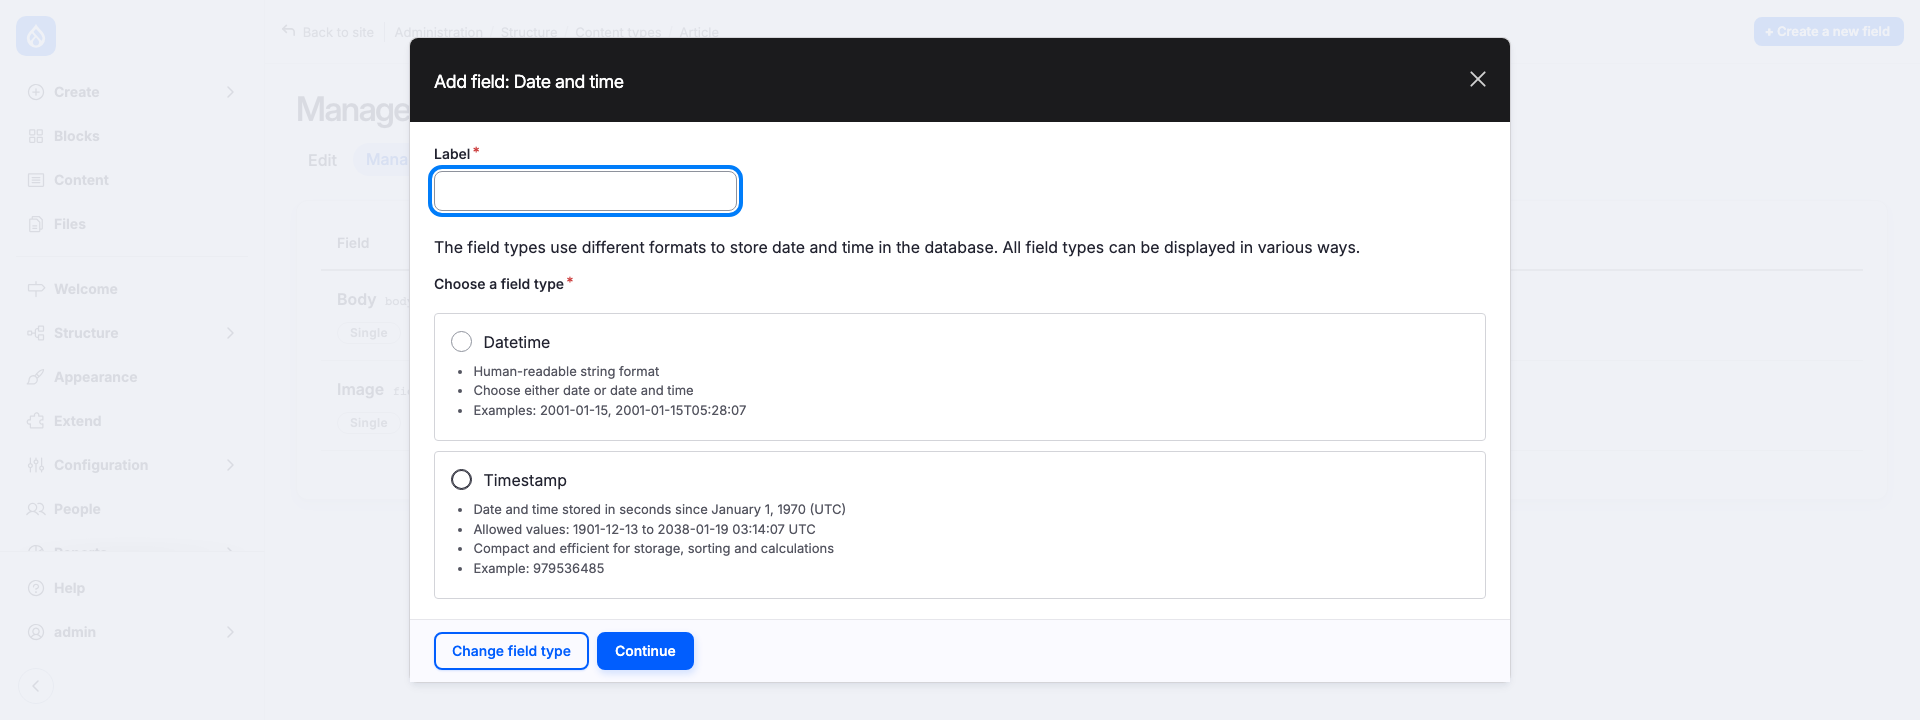 Back to site
Administration
Structure
Content types
Article
+ Create a new field
Create
Blocks
Content
Files
Welcome
Structure
Appearance
Extend
Configuration
People
Reports
Help
admin
Manage
Edit
Mana
Field
Body body
Single
Image fie
Single
Add field: Date and time
Label*
The field types use different formats to store date and time in the database. All field types can be displayed in various ways.
Choose a field type*
Datetime
• Human-readable string format
• Choose either date or date and time
• Examples: 2001-01-15, 2001-01-15T05:28:07
Timestamp
• Date and time stored in seconds since January 1, 1970 (UTC)
• Allowed values: 1901-12-13 to 2038-01-19 03:14:07 UTC
• Compact and efficient for storage, sorting and calculations
• Example: 979536485
Change field type
Continue